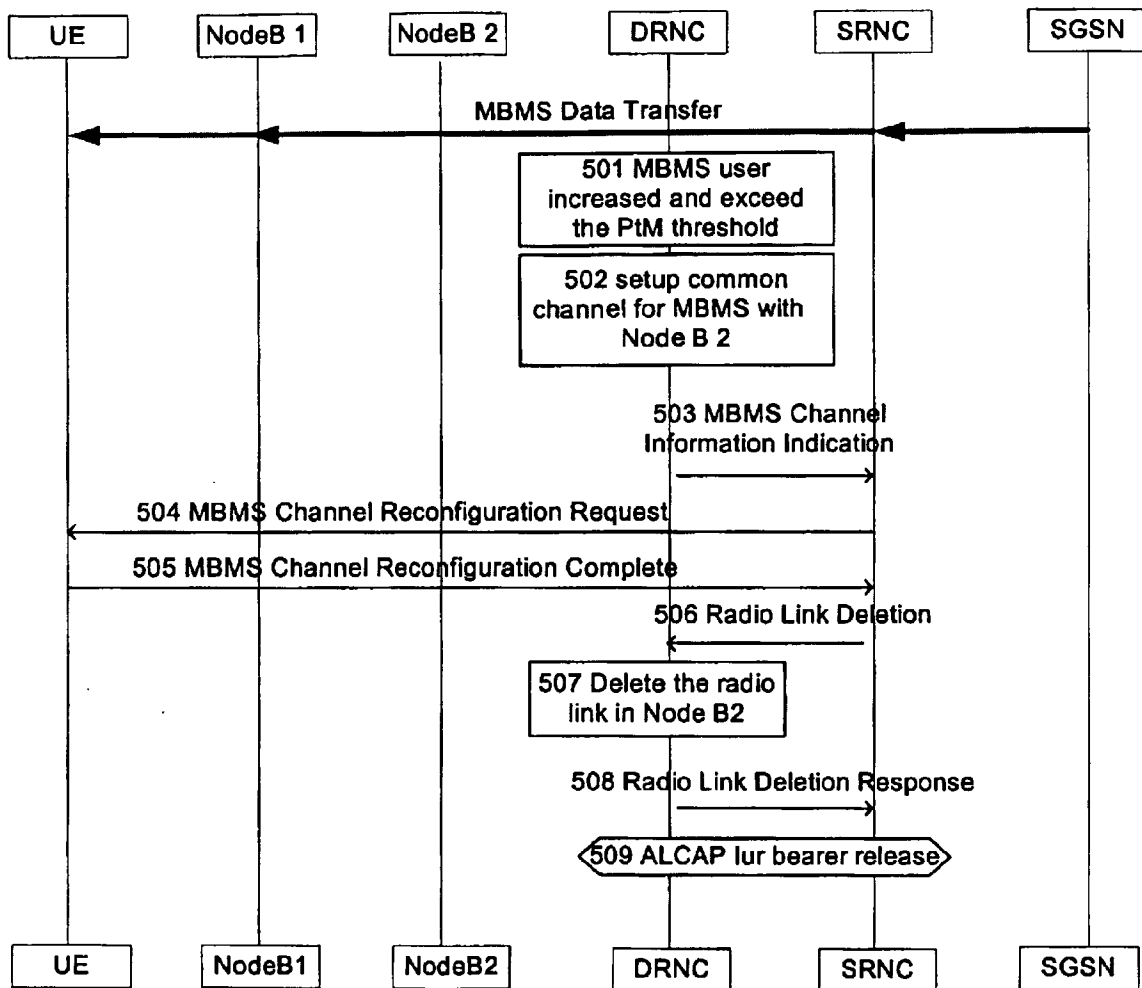 UE NodeB 1 NodeB 2 DRNC SRNC SGSN
MBMS Data Transfer
501 MBMS user
increased and exceed
the PtM threshold
502 setup common
channel for MBMS with
Node B 2
503 MBMS Channel
Information Indication
504 MBMS Channel Reconfiguration Request
505 MBMS Channel Reconfiguration Complete
506 Radio Link Deletion
507 Delete the radio
link in Node B2
508 Radio Link Deletion Response
509 ALCAP Iur bearer release
UE NodeB1 NodeB2 DRNC SRNC SGSN